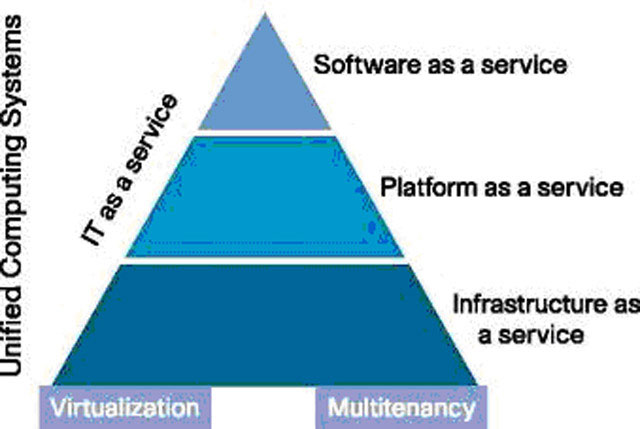 Unified Computing Systems
IT as a service
Software as a service
Platform as a service
Infrastructure as
a service
Virtualization
Multitenancy